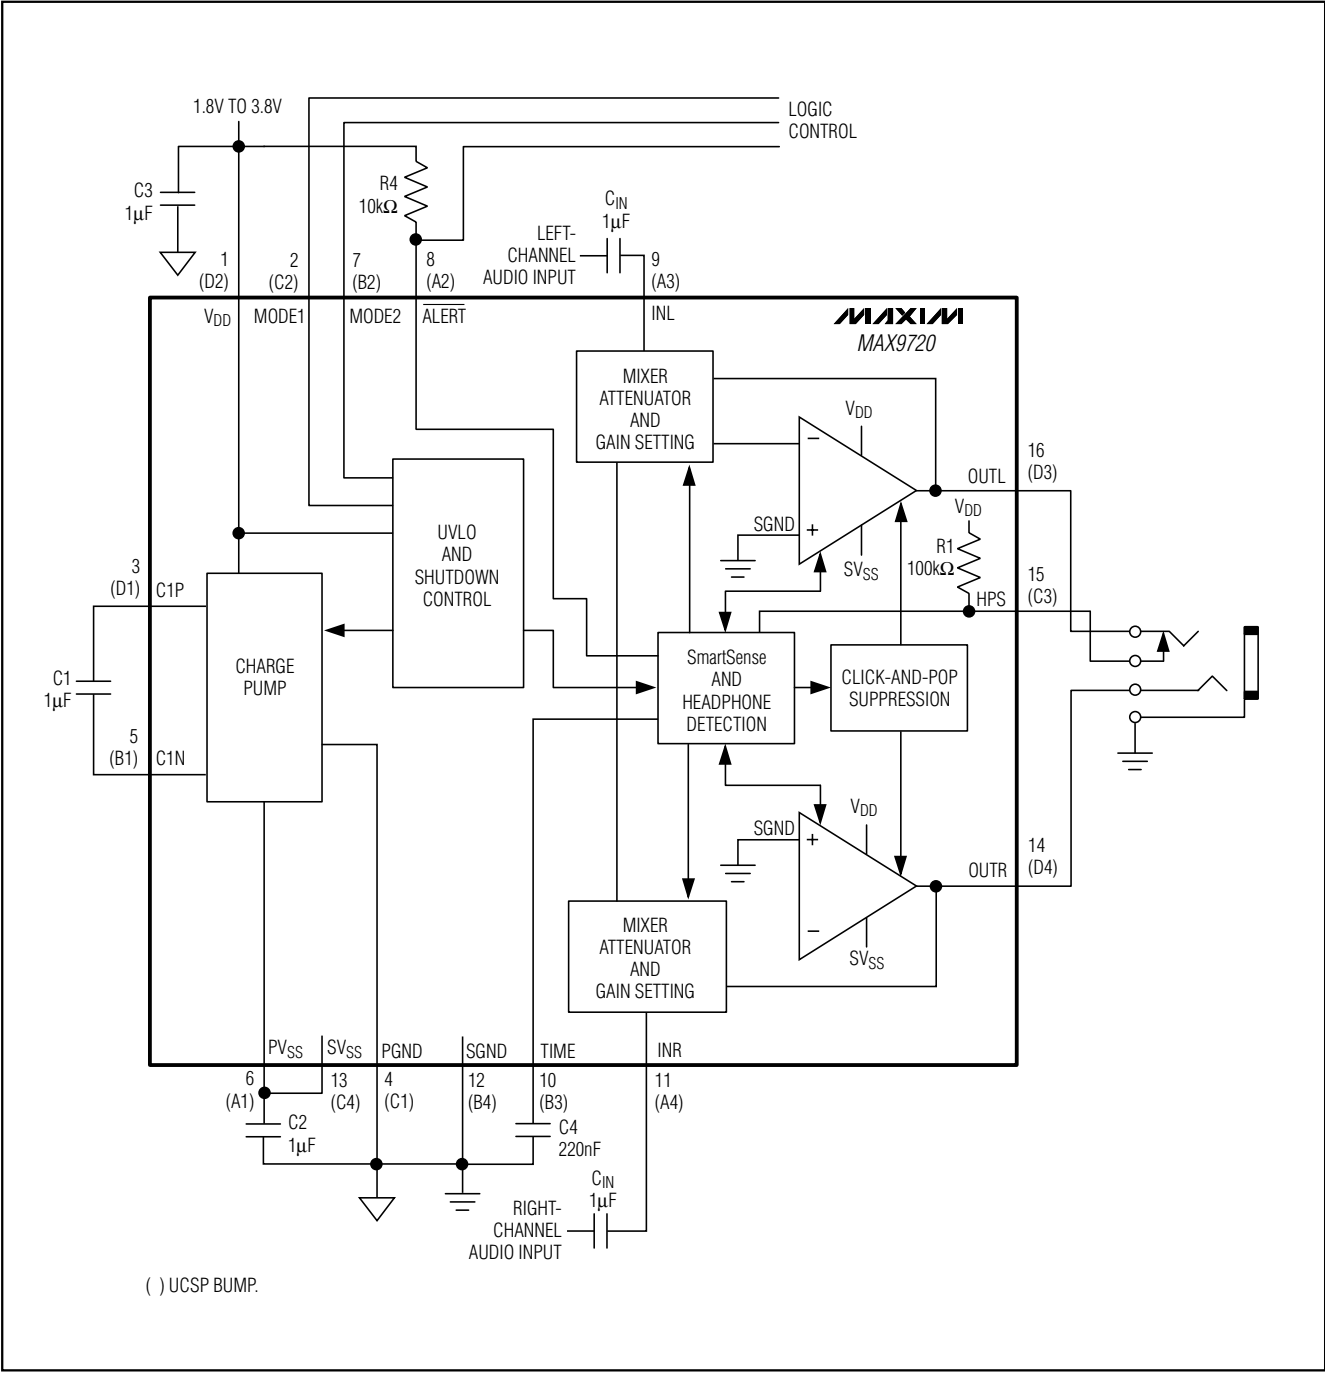 1.8V TO 3.8V
LOGIC
CONTROL
C3
1µF
R4
10kΩ
CIN
1µF
LEFT-
CHANNEL
AUDIO INPUT
1
(D2)
2
(C2)
7
(B2)
8
(A2)
9
(A3)
VDD
MODE1
MODE2
ALERT
INL
MAXIM
MAX9720
MIXER
ATTENUATOR
AND
GAIN SETTING
VDD
−
SGND
+
SVSS
OUTL
16
(D3)
VDD
R1
100kΩ
HPS
15
(C3)
UVLO
AND
SHUTDOWN
CONTROL
3
(D1)
C1P
CHARGE
PUMP
C1
1µF
5
(B1)
C1N
SmartSense
AND
HEADPHONE
DETECTION
CLICK-AND-POP
SUPPRESSION
VDD
SGND
+
−
SVSS
OUTR
14
(D4)
MIXER
ATTENUATOR
AND
GAIN SETTING
PVSS
SVSS
PGND
SGND
TIME
INR
6
(A1)
13
(C4)
4
(C1)
12
(B4)
10
(B3)
11
(A4)
C2
1µF
C4
220nF
CIN
1µF
RIGHT-
CHANNEL
AUDIO INPUT
( ) UCSP BUMP.